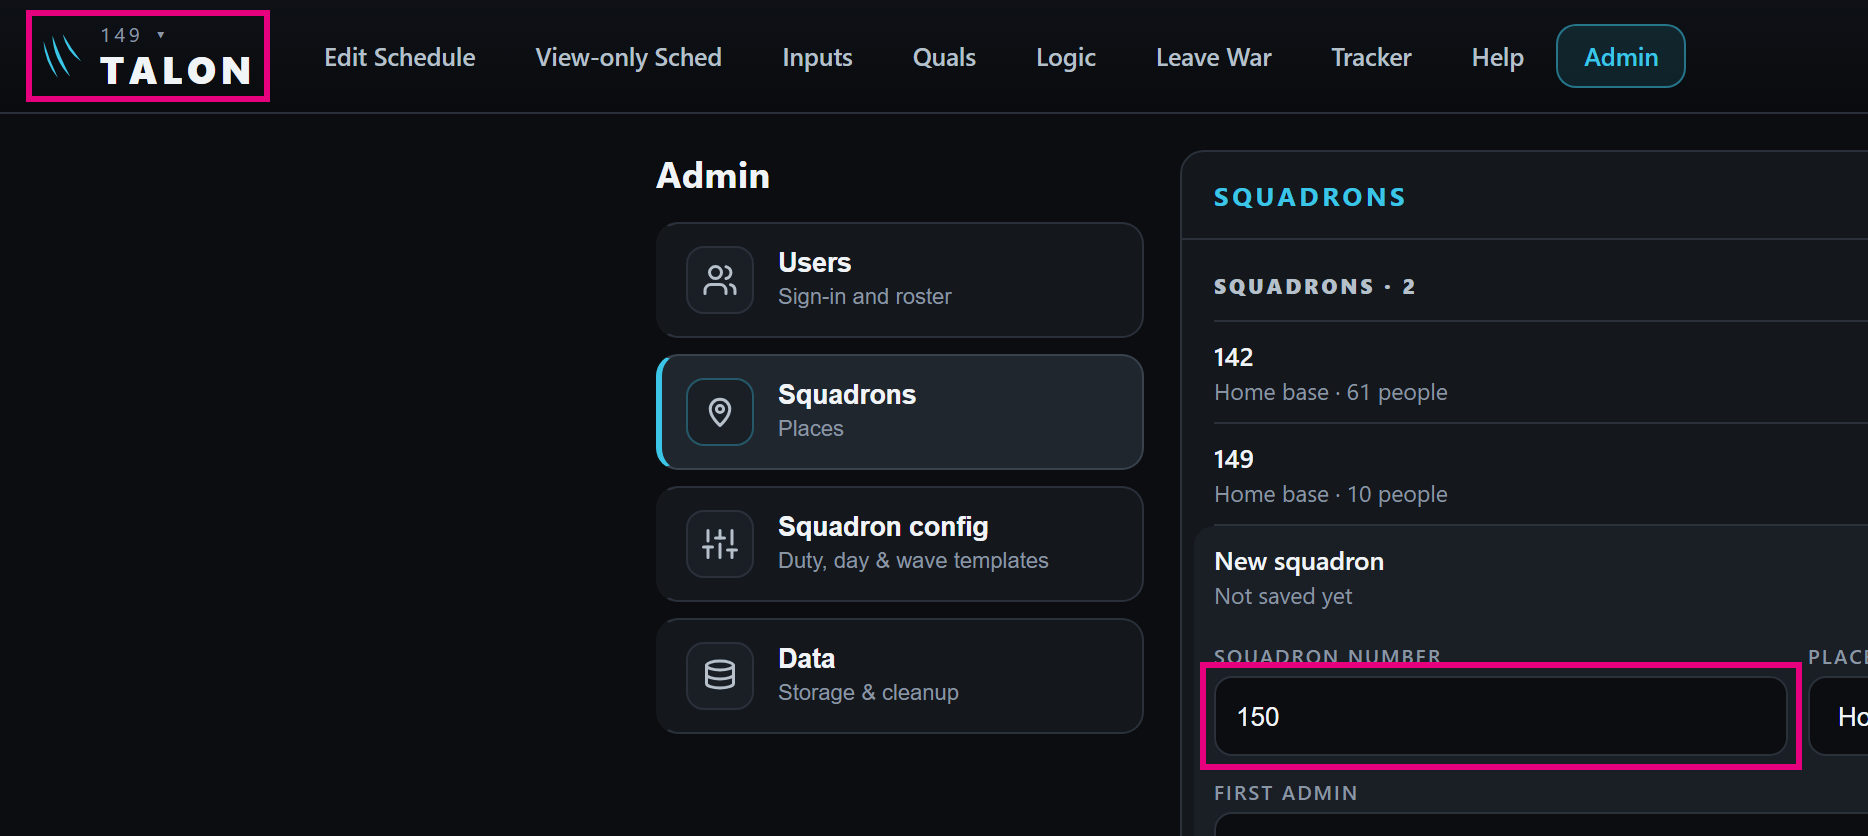 149 ▾
TALON
Edit Schedule
View-only Sched
Inputs
Quals
Logic
Leave War
Tracker
Help
Admin
Admin
Users
Sign-in and roster
Squadrons
Places
Squadron config
Duty, day & wave templates
Data
Storage & cleanup
SQUADRONS
SQUADRONS · 2
142
Home base · 61 people
149
Home base · 10 people
New squadron
Not saved yet
SQUADRON NUMBER
150
FIRST ADMIN